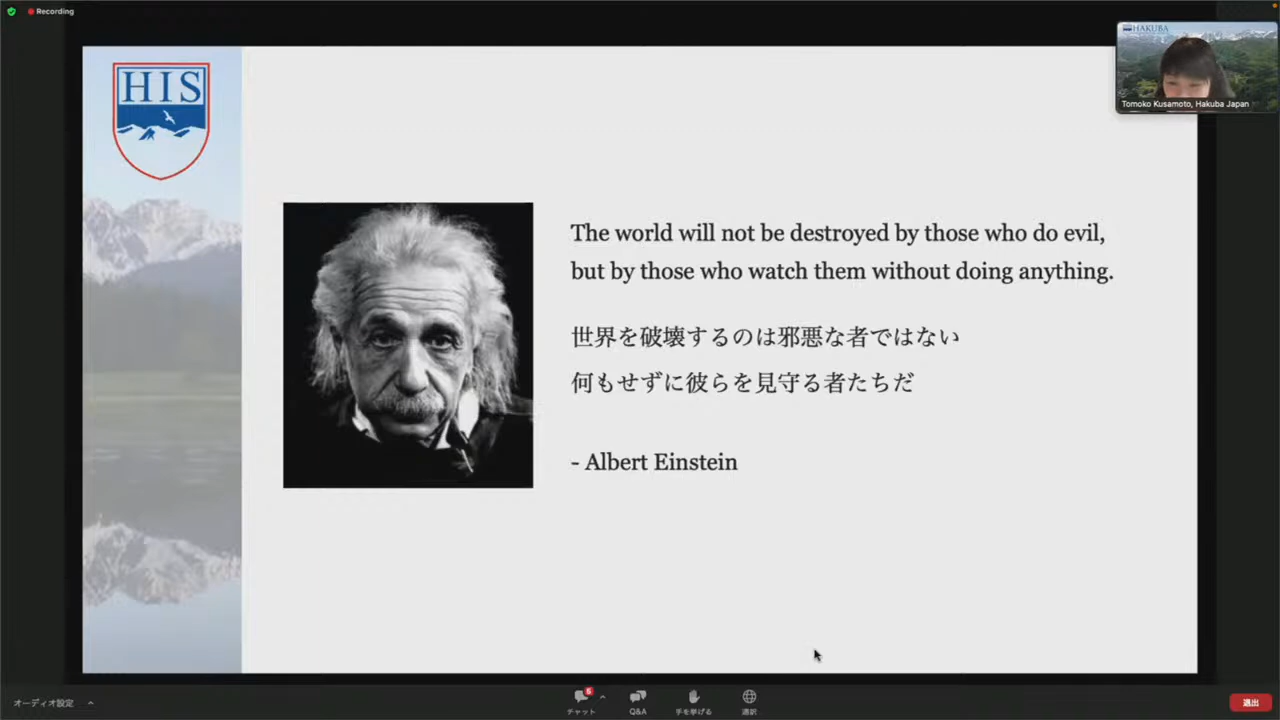 Recording
HAKUBA
Tomoko Kusamoto, Hakuba Japan
HIS
The world will not be destroyed by those who do evil,
but by those who watch them without doing anything.
世界を破壊するのは邪悪な者ではない
何もせずに彼らを見守る者たちだ
- Albert Einstein
オーディオ設定
6
チャット
Q&A
手を挙げる
通訳
退出